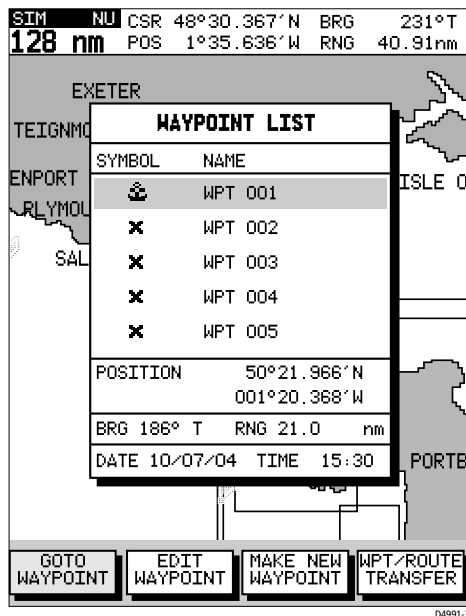 SIM NU CSR 48°30.367'N BRG 231°T
128 nm POS 1°35.636'W RNG 40.91nm
EXETER
TEIGNMO
WAYPOINT LIST
SYMBOL NAME
ENPORT
ISLE O
WPT 001
PLYMOU
WPT 002
SAL
WPT 003
WPT 004
WPT 005
POSITION 50°21.966'N
001°20.368'W
BRG 186° T RNG 21.0 nm
DATE 10/07/04 TIME 15:30
PORTB
GOTO WAYPOINT
EDIT WAYPOINT
MAKE NEW WAYPOINT
WPT/ROUTE TRANSFER